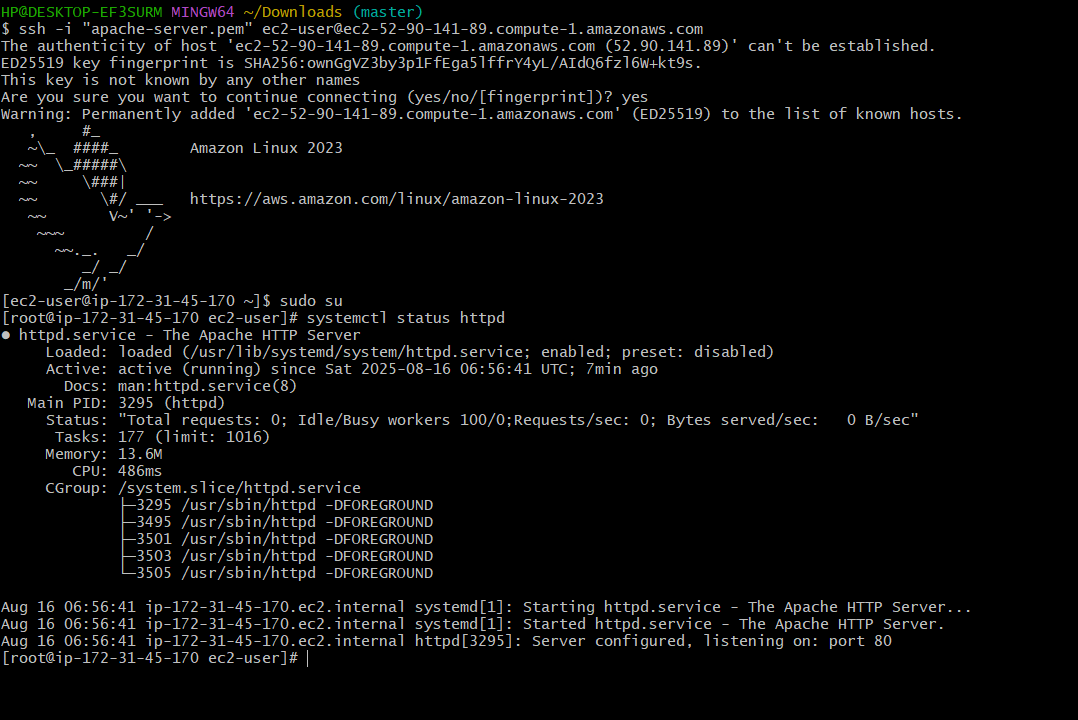 HP@DESKTOP-EF3SURM MINGW64 ~/Downloads (master)
$ ssh -i "apache-server.pem" ec2-user@ec2-52-90-141-89.compute-1.amazonaws.com
The authenticity of host 'ec2-52-90-141-89.compute-1.amazonaws.com (52.90.141.89)' can't be established.
ED25519 key fingerprint is SHA256:ownGgVZ3by3p1FfEga5lffrY4yL/AIdQ6fzl6W+kt9s.
This key is not known by any other names
Are you sure you want to continue connecting (yes/no/[fingerprint])? yes
Warning: Permanently added 'ec2-52-90-141-89.compute-1.amazonaws.com' (ED25519) to the list of known hosts.
   ,     #_
   ~\_  ####_        Amazon Linux 2023
  ~~  \_#####\
  ~~     \###|
  ~~       \#/ ___   https://aws.amazon.com/linux/amazon-linux-2023
   ~~       V~' '->
    ~~~         /
      ~~._.   _/
         _/ _/
       _/m/'
[ec2-user@ip-172-31-45-170 ~]$ sudo su
[root@ip-172-31-45-170 ec2-user]# systemctl status httpd
● httpd.service - The Apache HTTP Server
     Loaded: loaded (/usr/lib/systemd/system/httpd.service; enabled; preset: disabled)
     Active: active (running) since Sat 2025-08-16 06:56:41 UTC; 7min ago
       Docs: man:httpd.service(8)
   Main PID: 3295 (httpd)
     Status: "Total requests: 0; Idle/Busy workers 100/0;Requests/sec: 0; Bytes served/sec:   0 B/sec"
      Tasks: 177 (limit: 1016)
     Memory: 13.6M
        CPU: 486ms
     CGroup: /system.slice/httpd.service
             ├─3295 /usr/sbin/httpd -DFOREGROUND
             ├─3495 /usr/sbin/httpd -DFOREGROUND
             ├─3501 /usr/sbin/httpd -DFOREGROUND
             ├─3503 /usr/sbin/httpd -DFOREGROUND
             └─3505 /usr/sbin/httpd -DFOREGROUND

Aug 16 06:56:41 ip-172-31-45-170.ec2.internal systemd[1]: Starting httpd.service - The Apache HTTP Server...
Aug 16 06:56:41 ip-172-31-45-170.ec2.internal systemd[1]: Started httpd.service - The Apache HTTP Server.
Aug 16 06:56:41 ip-172-31-45-170.ec2.internal httpd[3295]: Server configured, listening on: port 80
[root@ip-172-31-45-170 ec2-user]#